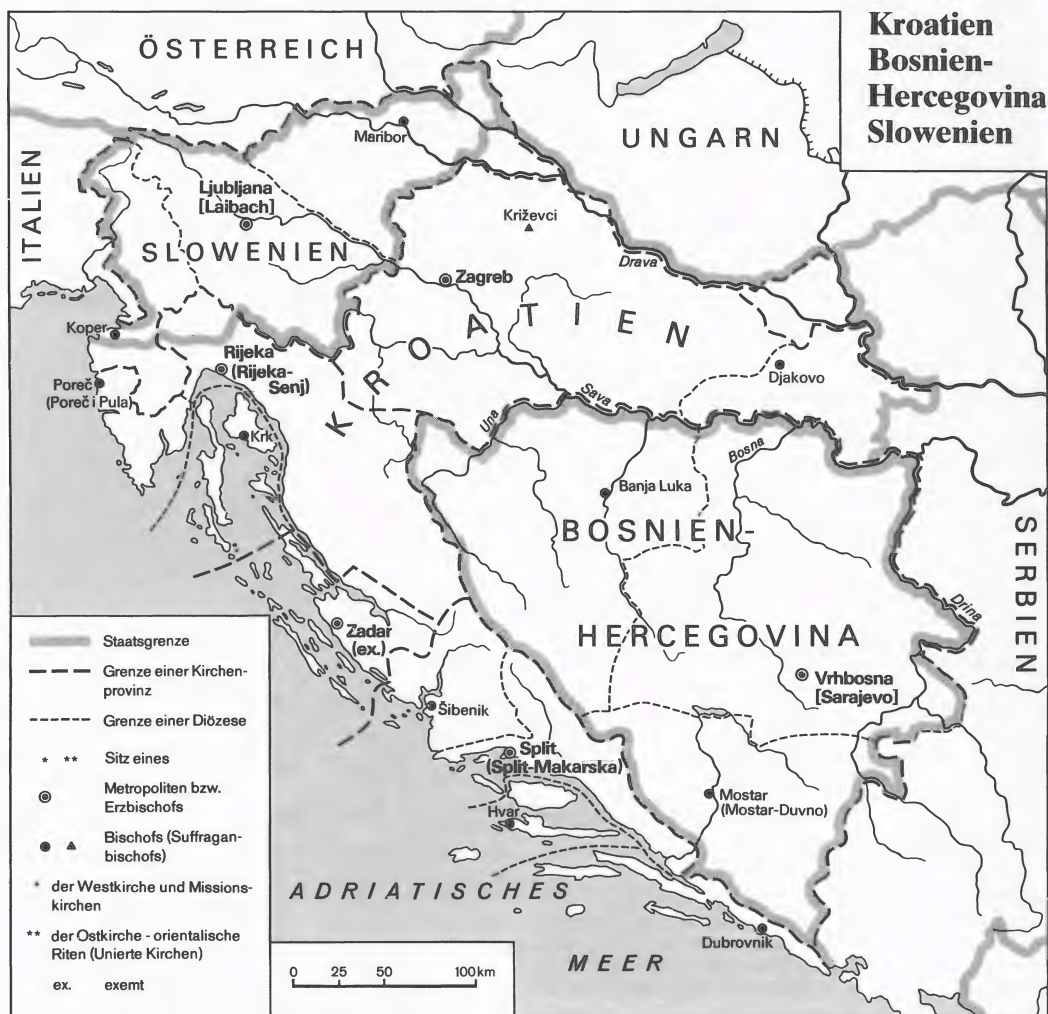 Kroatien
Bosnien-
Hercegovina
Slowenien
ÖSTERREICH
UNGARN
ITALIEN
Maribor
Ljubljana
[Laibach]
SLOWENIEN
Križevci
Drava
Zagreb
KROATIEN
Koper
Rijeka
(Rijeka-
Senj)
Poreč
(Poreč i Pula)
Krk
Djakovo
Una
Sava
Bosna
Banja Luka
BOSNIEN-
HERCEGOVINA
SERBIEN
Drina
Zadar
(ex.)
Vrhbosna
[Sarajevo]
Šibenik
Split
(Split-Makarska)
Mostar
(Mostar-Duvno)
Hvar
ADRIATISCHES
MEER
Dubrovnik
Staatsgrenze
Grenze einer Kirchen-
provinz
Grenze einer Diözese
* ** Sitz eines
Metropoliten bzw.
Erzbischofs
Bischofs (Suffragan-
bischofs)
* der Westkirche und Missions-
kirchen
** der Ostkirche - orientalische
Riten (Unierte Kirchen)
ex. exemt
0 25 50 100 km